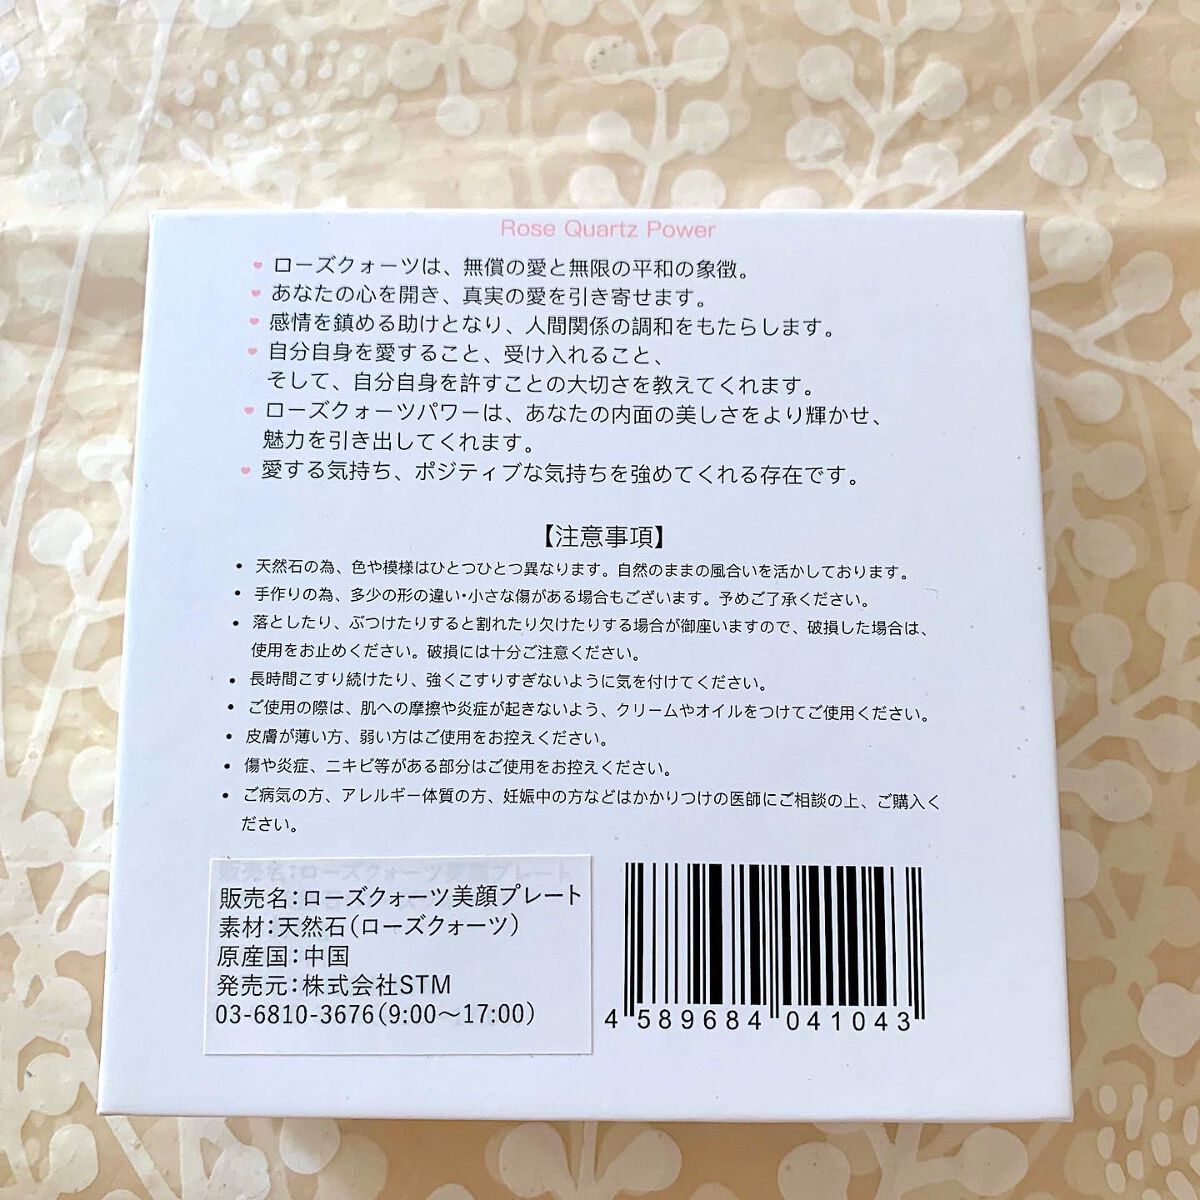 Rose Quartz Power
♥ ローズクォーツは、無償の愛と無限の平和の象徴。
♥ あなたの心を開き、真実の愛を引き寄せます。
♥ 感情を鎮める助けとなり、人間関係の調和をもたらします。
♥ 自分自身を愛すること、受け入れること、
そして、自分自身を許すことの大切さを教えてくれます。
♥ ローズクォーツパワーは、あなたの内面の美しさをより輝かせ、
魅力を引き出してくれます。
♥ 愛する気持ち、ポジティブな気持ちを強めてくれる存在です。
【注意事項】
• 天然石の為、色や模様はひとつひとつ異なります。自然のままの風合いを活かしております。
• 手作りの為、多少の形の違い・小さな傷がある場合もございます。予めご了承ください。
• 落としたり、ぶつけたりすると割れたり欠けたりする場合が御座いますので、破損した場合は、
使用をお止めください。破損には十分ご注意ください。
• 長時間こすり続けたり、強くこすりすぎないように気を付けてください。
• ご使用の際は、肌への摩擦や炎症が起きないよう、クリームやオイルをつけてご使用ください。
• 皮膚が薄い方、弱い方はご使用をお控えください。
• 傷や炎症、ニキビ等がある部分はご使用をお控えください。
• ご病気の方、アレルギー体質の方、妊娠中の方などはかかりつけの医師にご相談の上、ご購入く
ださい。
販売名:ローズクォーツ美顔プレート
販売名:ローズクォーツ美顔プレート
素材:天然石(ローズクォーツ)
原産国:中国
発売元:株式会社STM
03-6810-3676(9:00〜17:00)
4 589684 041043